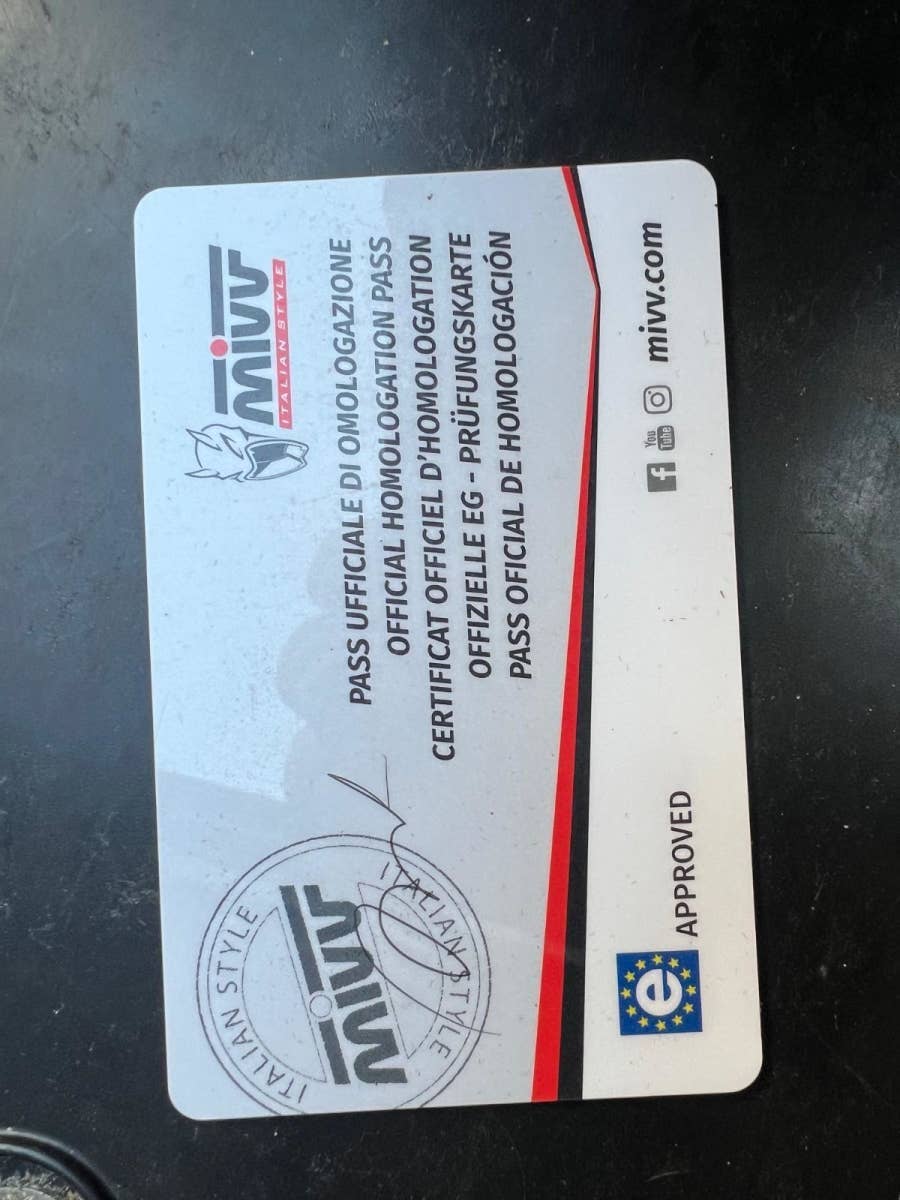 mivv
ITALIAN STYLE
PASS UFFICIALE DI OMOLOGAZIONE
OFFICIAL HOMOLOGATION PASS
CERTIFICAT OFFICIEL D'HOMOLOGATION
OFFIZIELLE EG - PRÜFUNGSKARTE
PASS OFICIAL DE HOMOLOGACIÓN
ITALIAN STYLE
mivv
ITALIAN STYLE
e APPROVED
f You Tube mivv.com